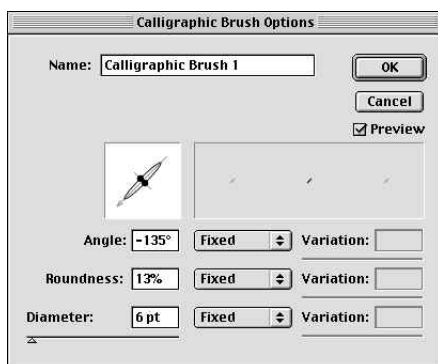 Calligraphic Brush Options
Name: Calligraphic Brush 1
OK
Cancel
Preview
Angle: -135° Fixed Variation:
Roundness: 13% Fixed Variation:
Diameter: 6 pt Fixed Variation: